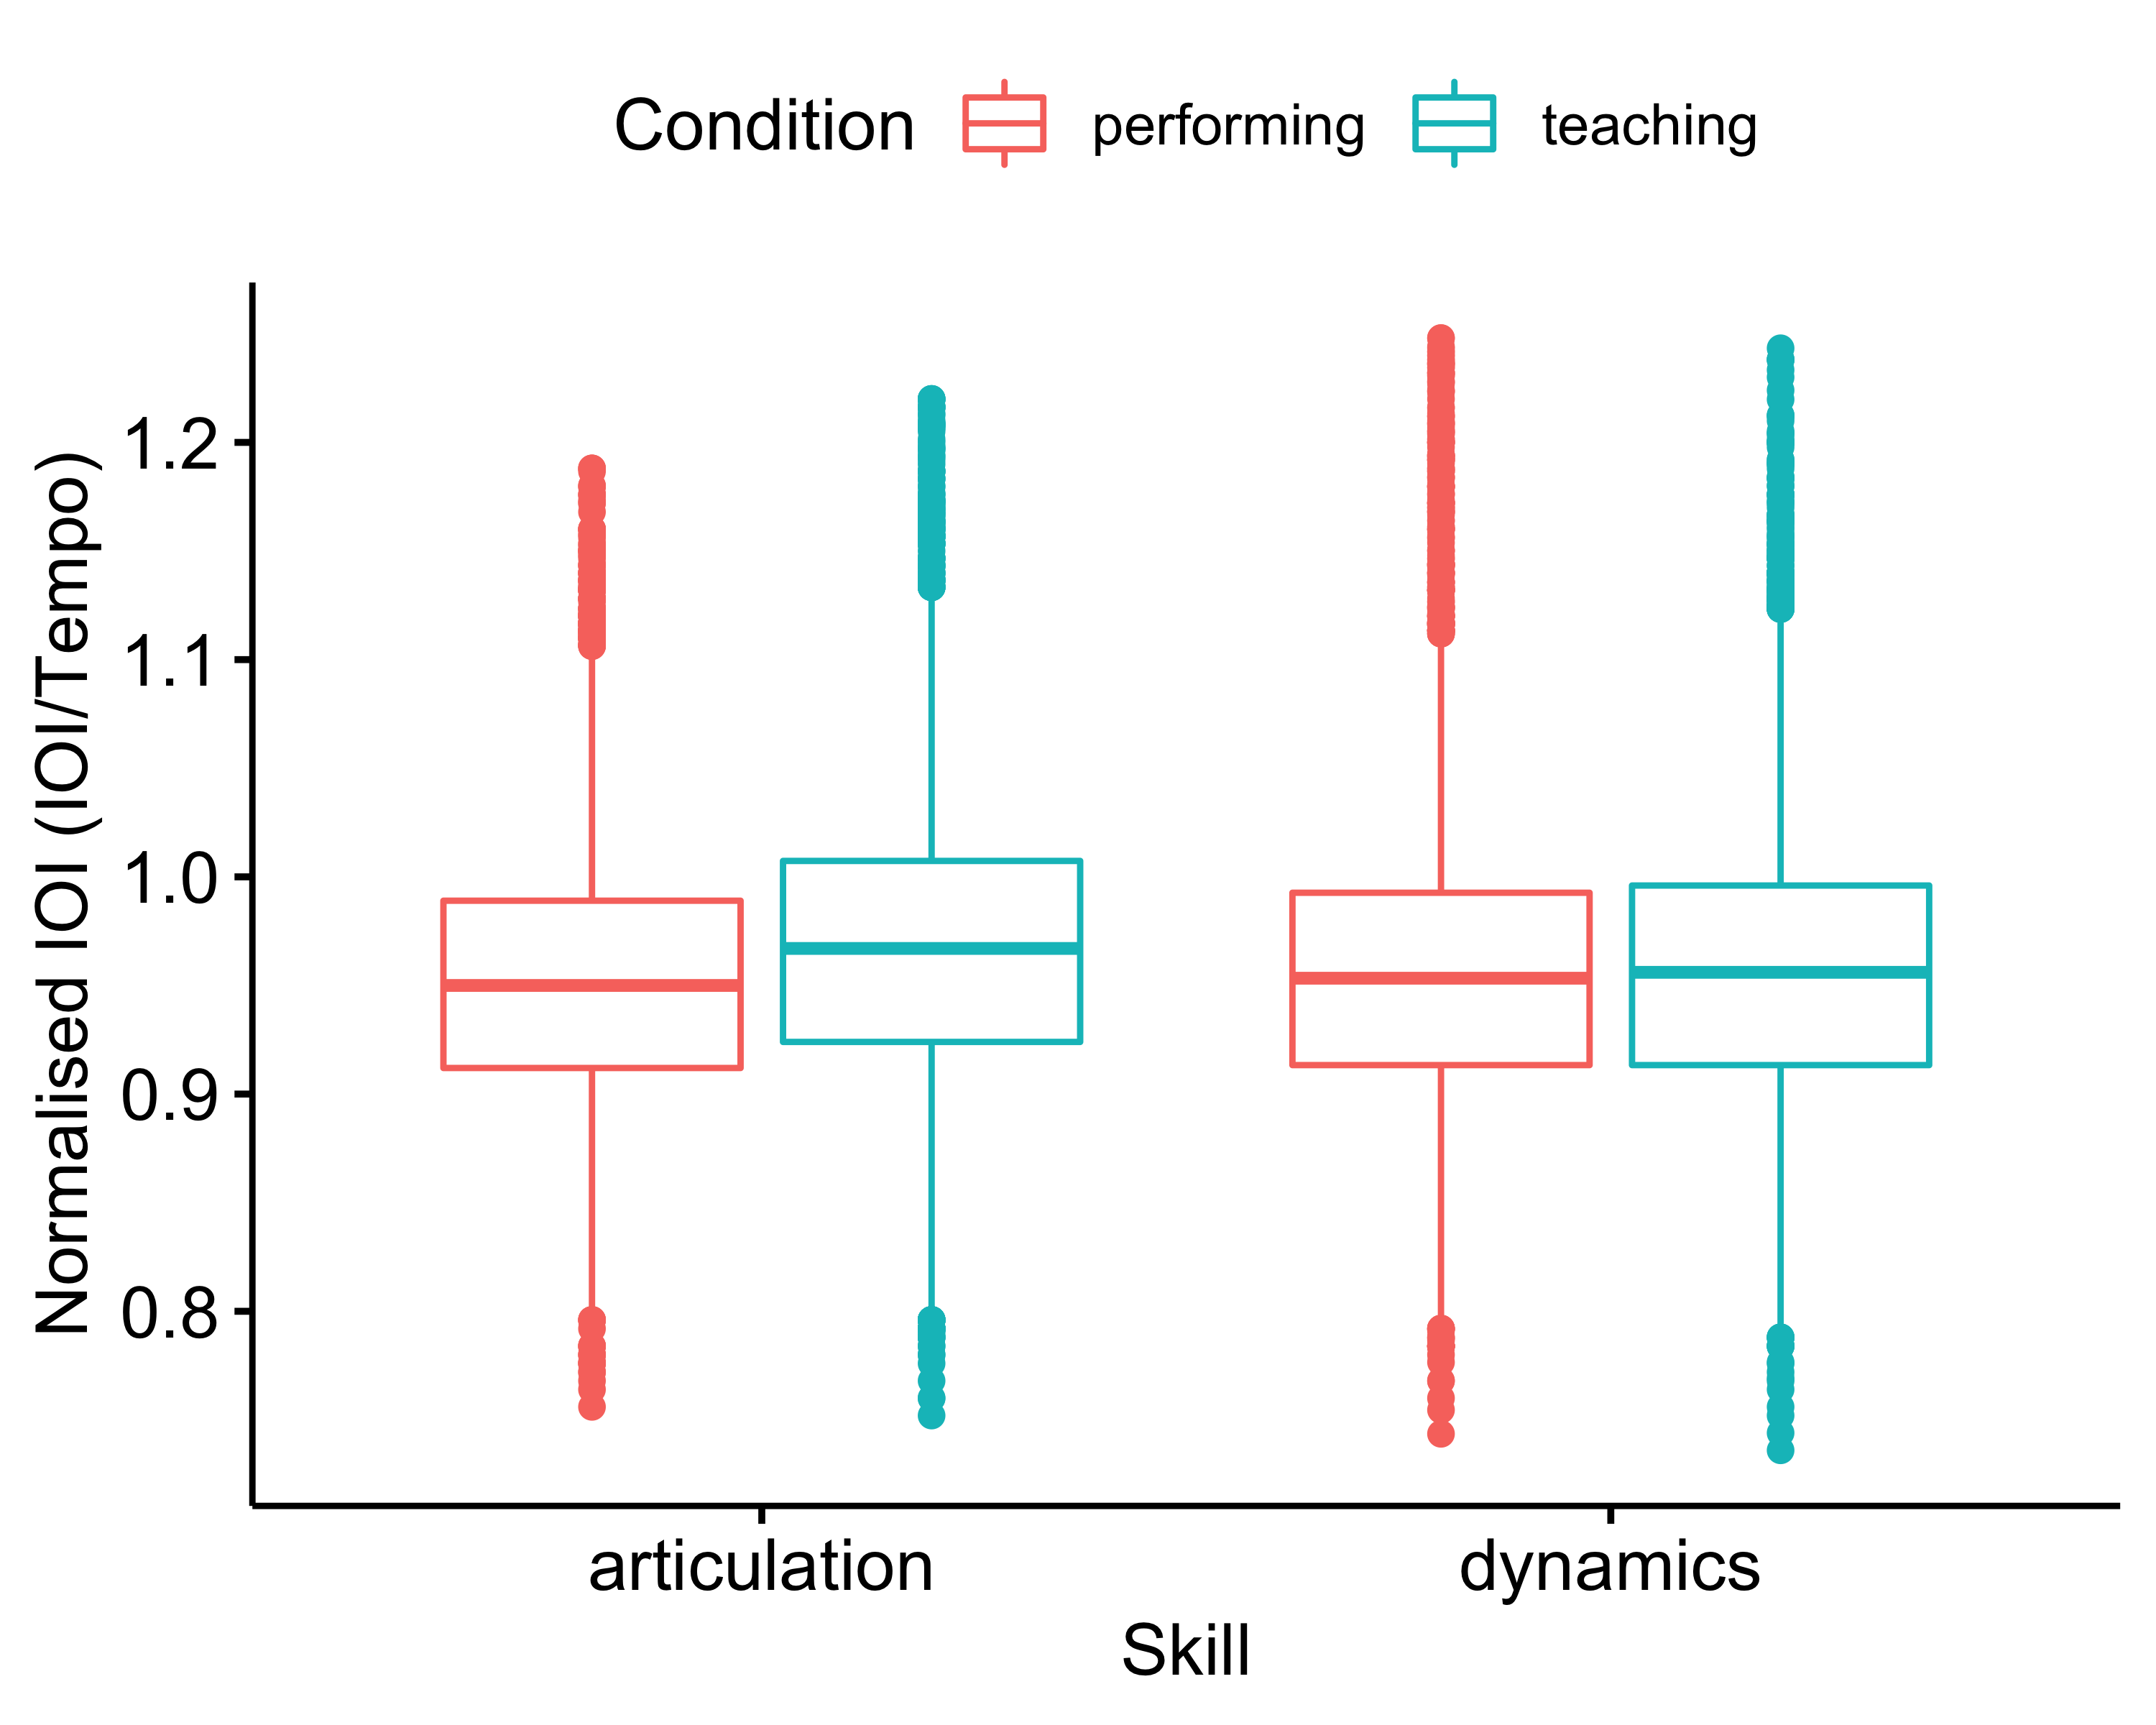 Condition performing teaching
Normalised IOI (IOI/Tempo)
1.2
1.1
1.0
0.9
0.8
articulation dynamics
Skill